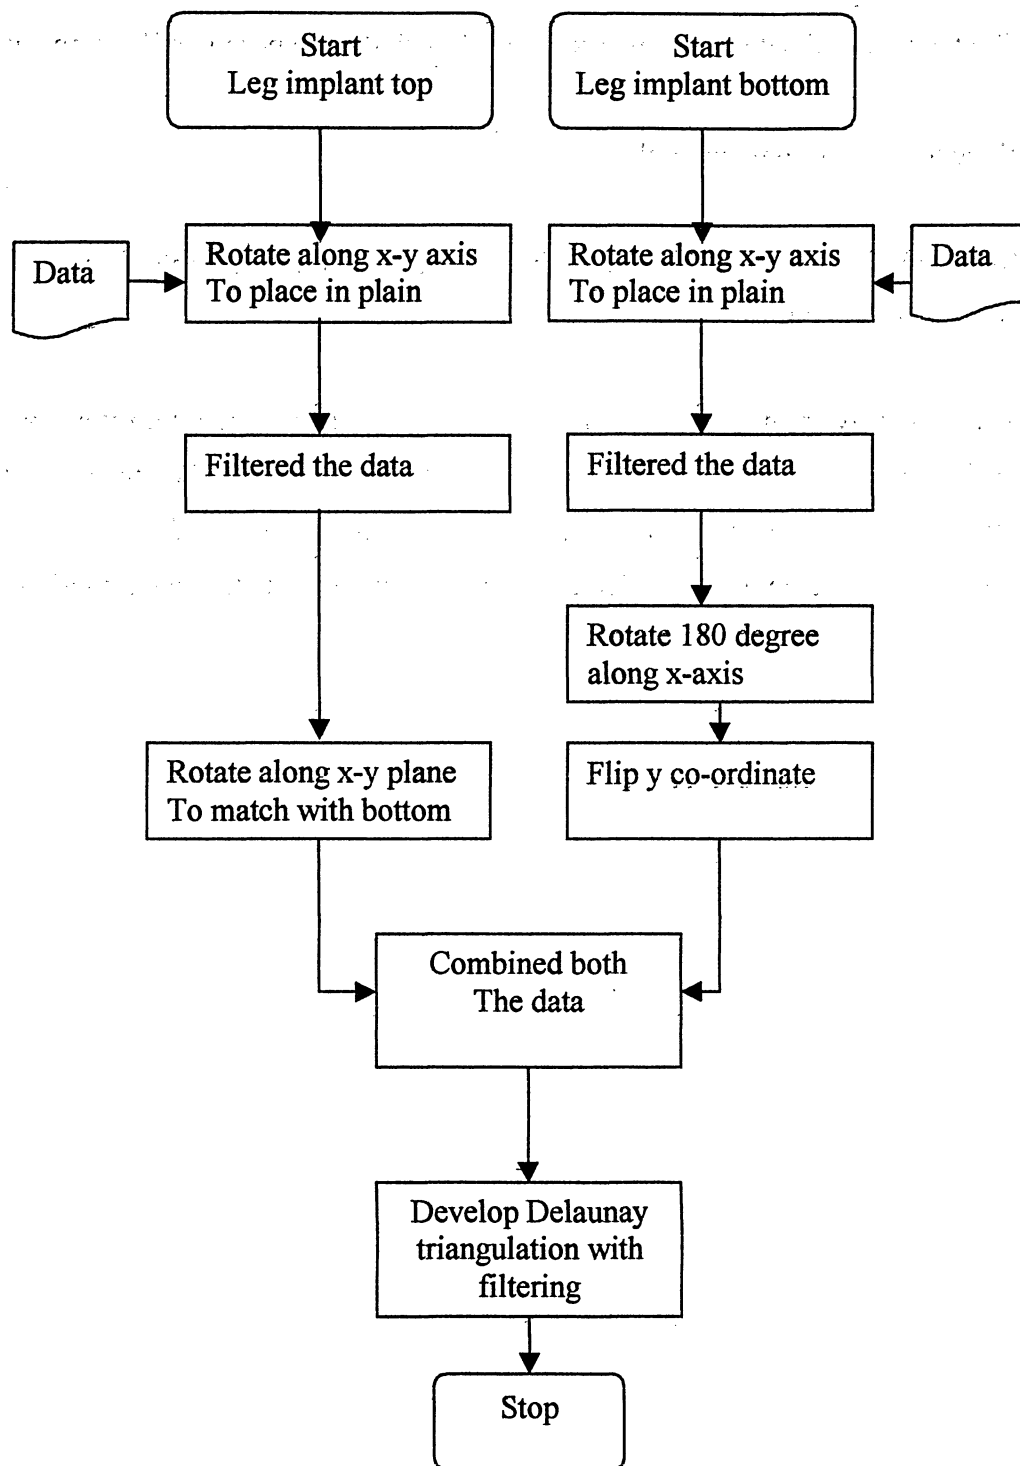 Start
Leg implant top
Start
Leg implant bottom
Data
Rotate along x-y axis
To place in plain
Rotate along x-y axis
To place in plain
Data
Filtered the data
Filtered the data
Rotate 180 degree
along x-axis
Rotate along x-y plane
To match with bottom
Flip y co-ordinate
Combined both
The data
Develop Delaunay
triangulation with
filtering
Stop